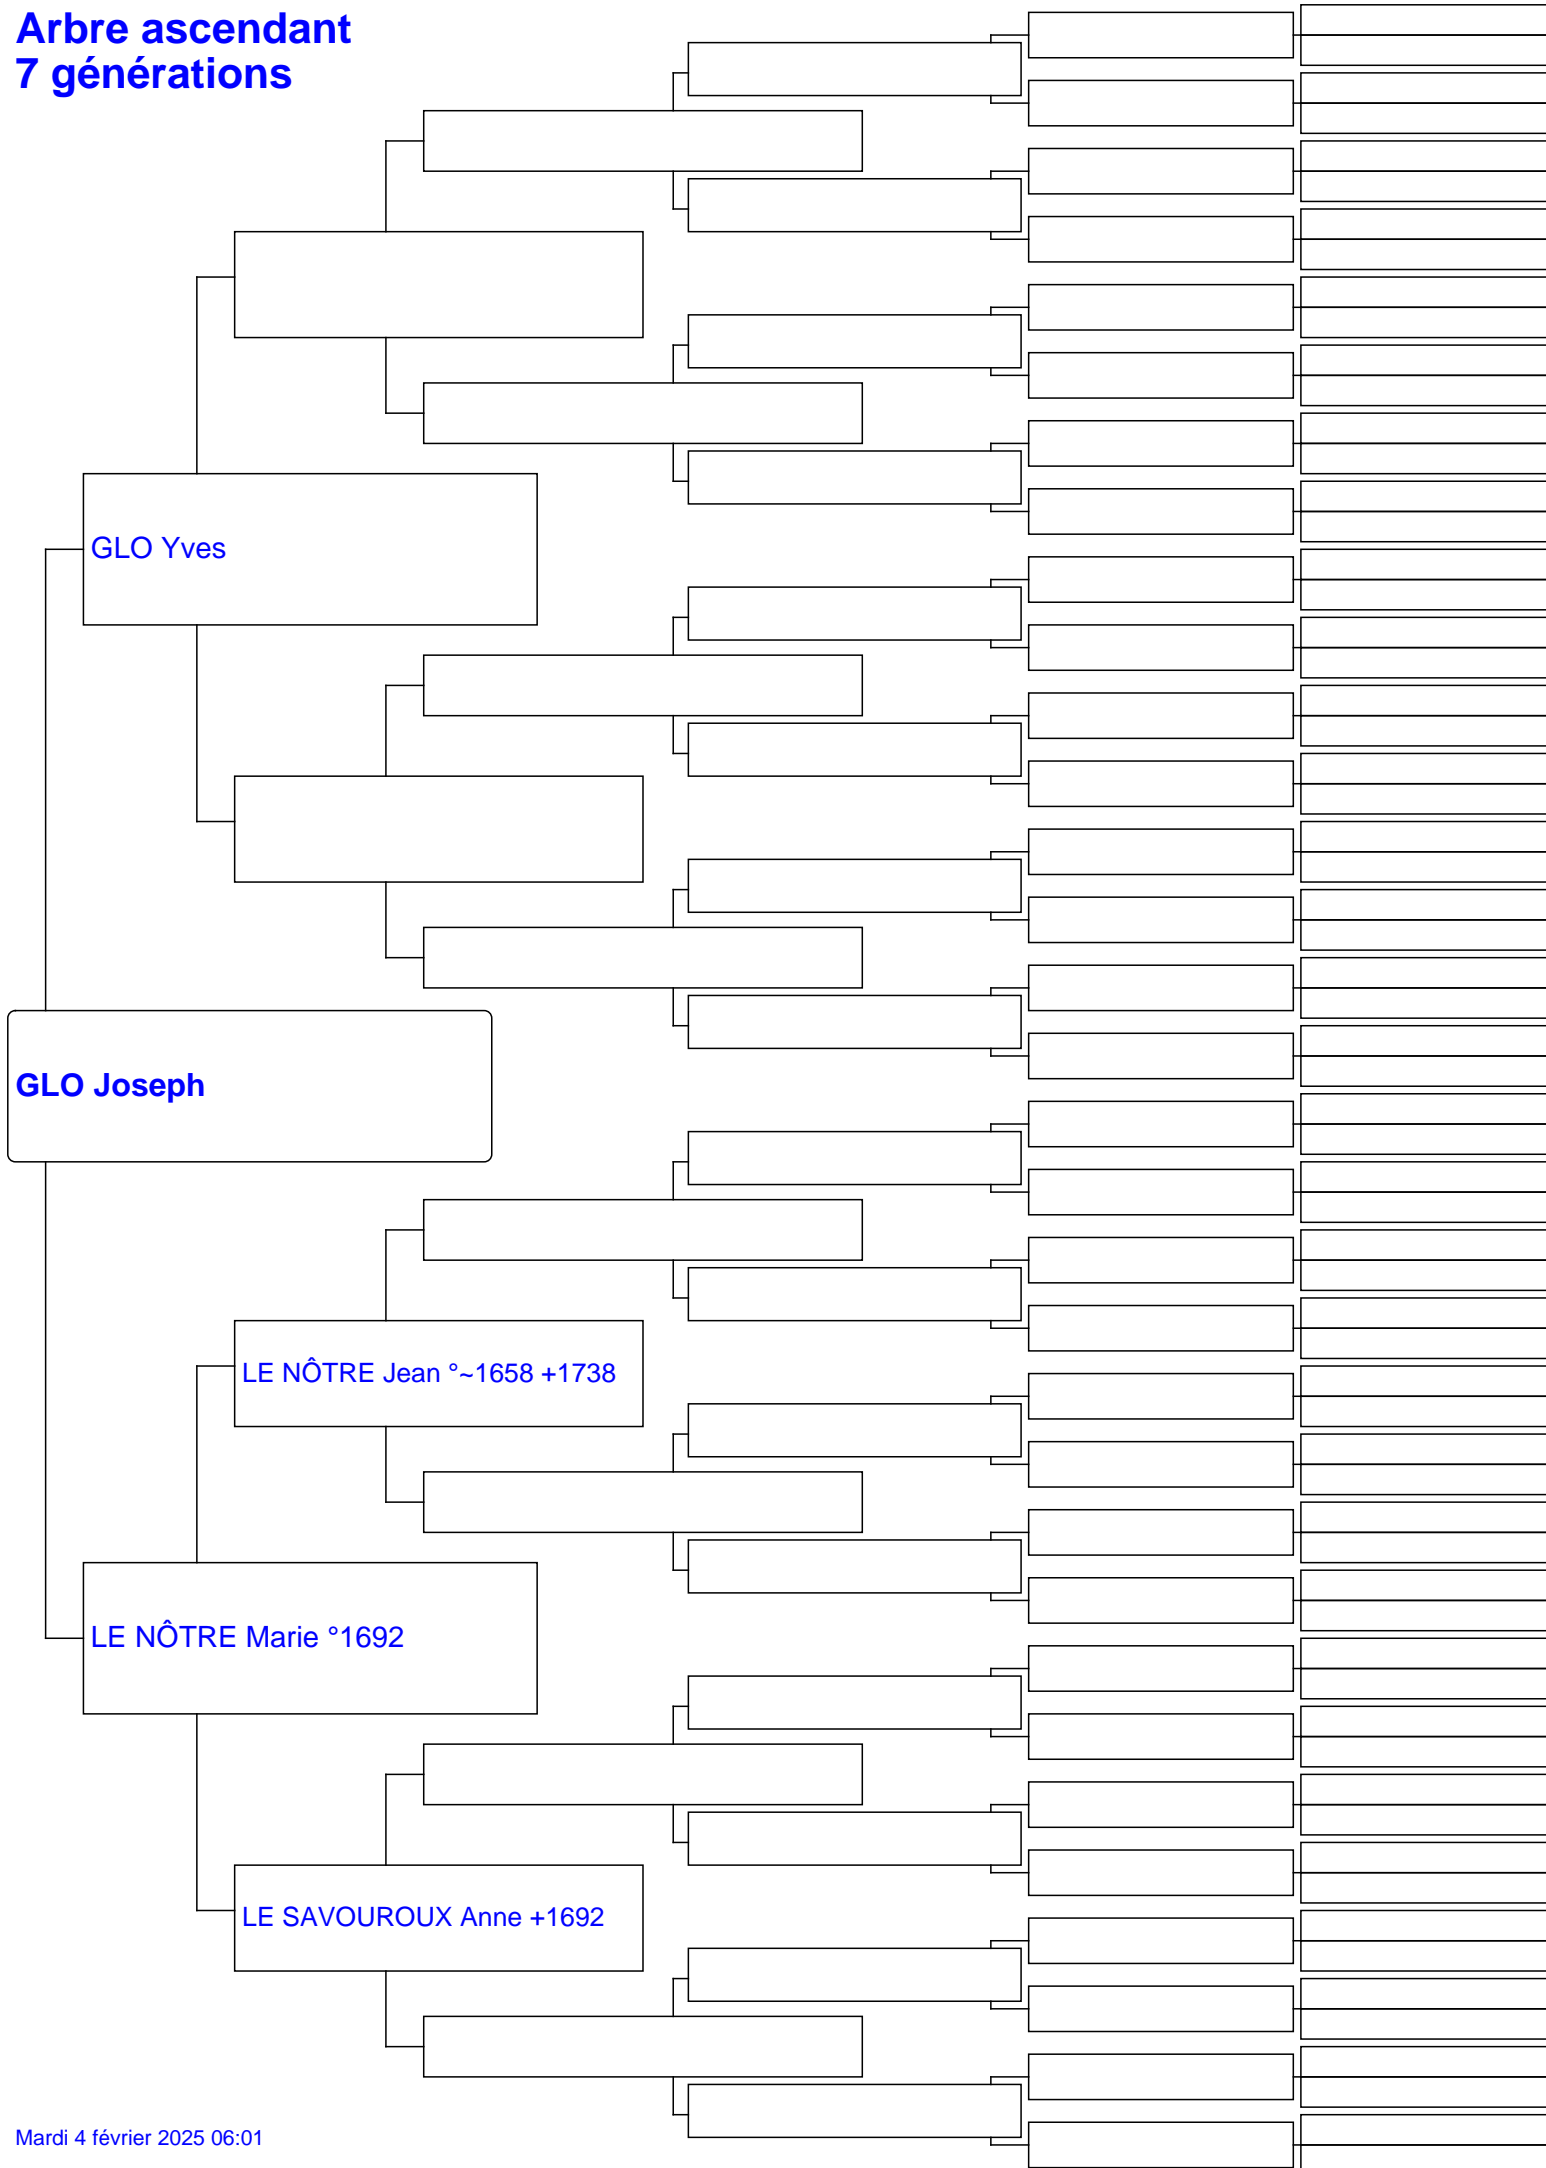 Arbre ascendant
7 générations
GLO Yves
GLO Joseph
LE NÔTRE Jean °~1658 +1738
LE NÔTRE Marie °1692
LE SAVOUROUX Anne +1692
Mardi 4 février 2025 06:01